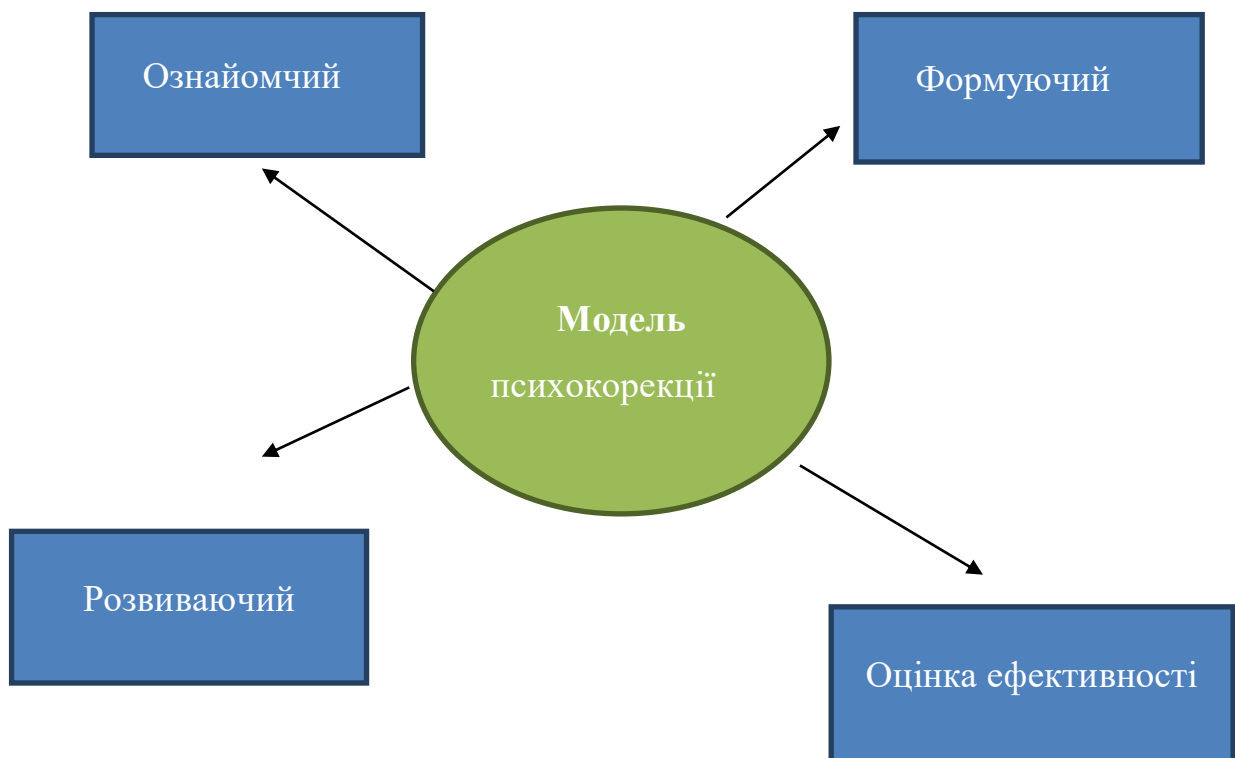 Ознайомчий
Формуючий
Модель
психокорекції
Розвиваючий
Оцінка ефективності